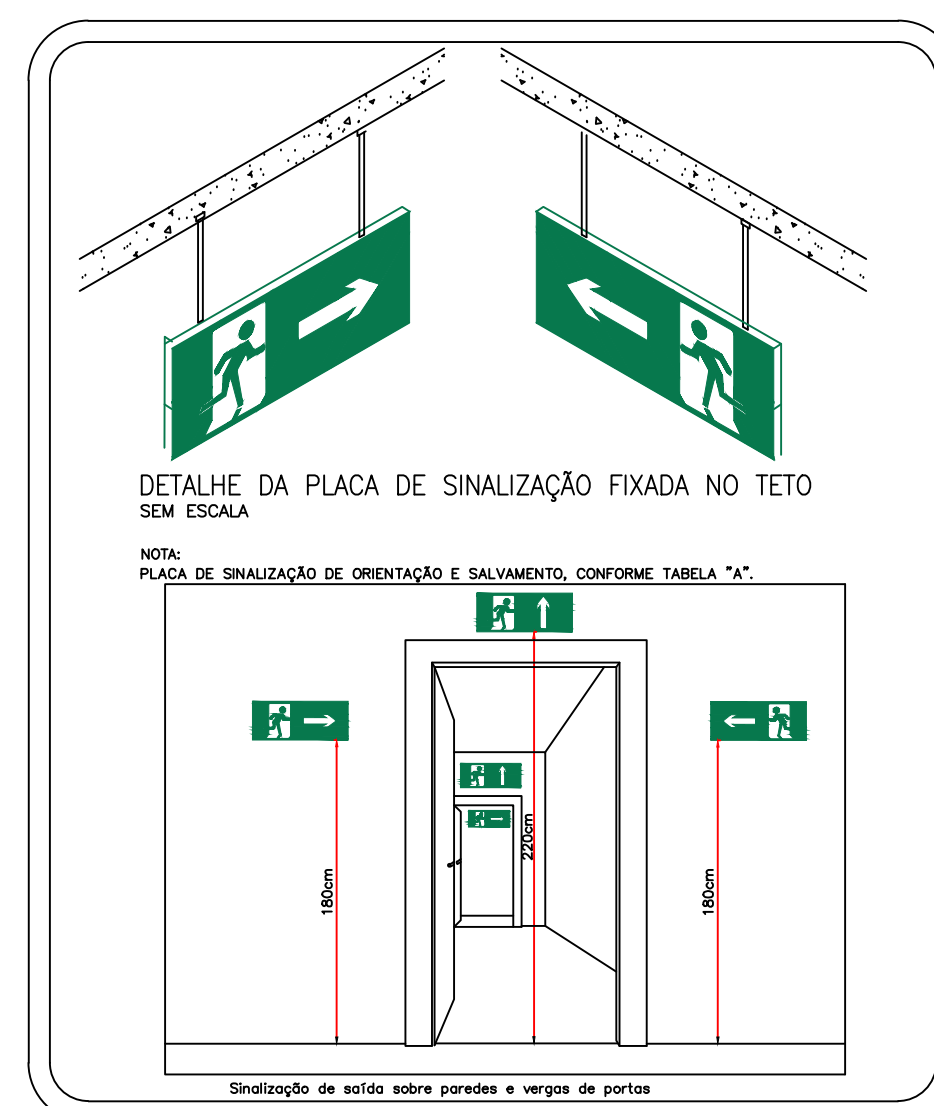 DETALHE DA PLACA DE SINALIZAÇÃO FIXADA NO TETO
SEM ESCALA
NOTA:
PLACA DE SINALIZAÇÃO DE ORIENTAÇÃO E SALVAMENTO, CONFORME TABELA "A".
180cm
220cm
180cm
Sinalização de saída sobre paredes e vergas de portas